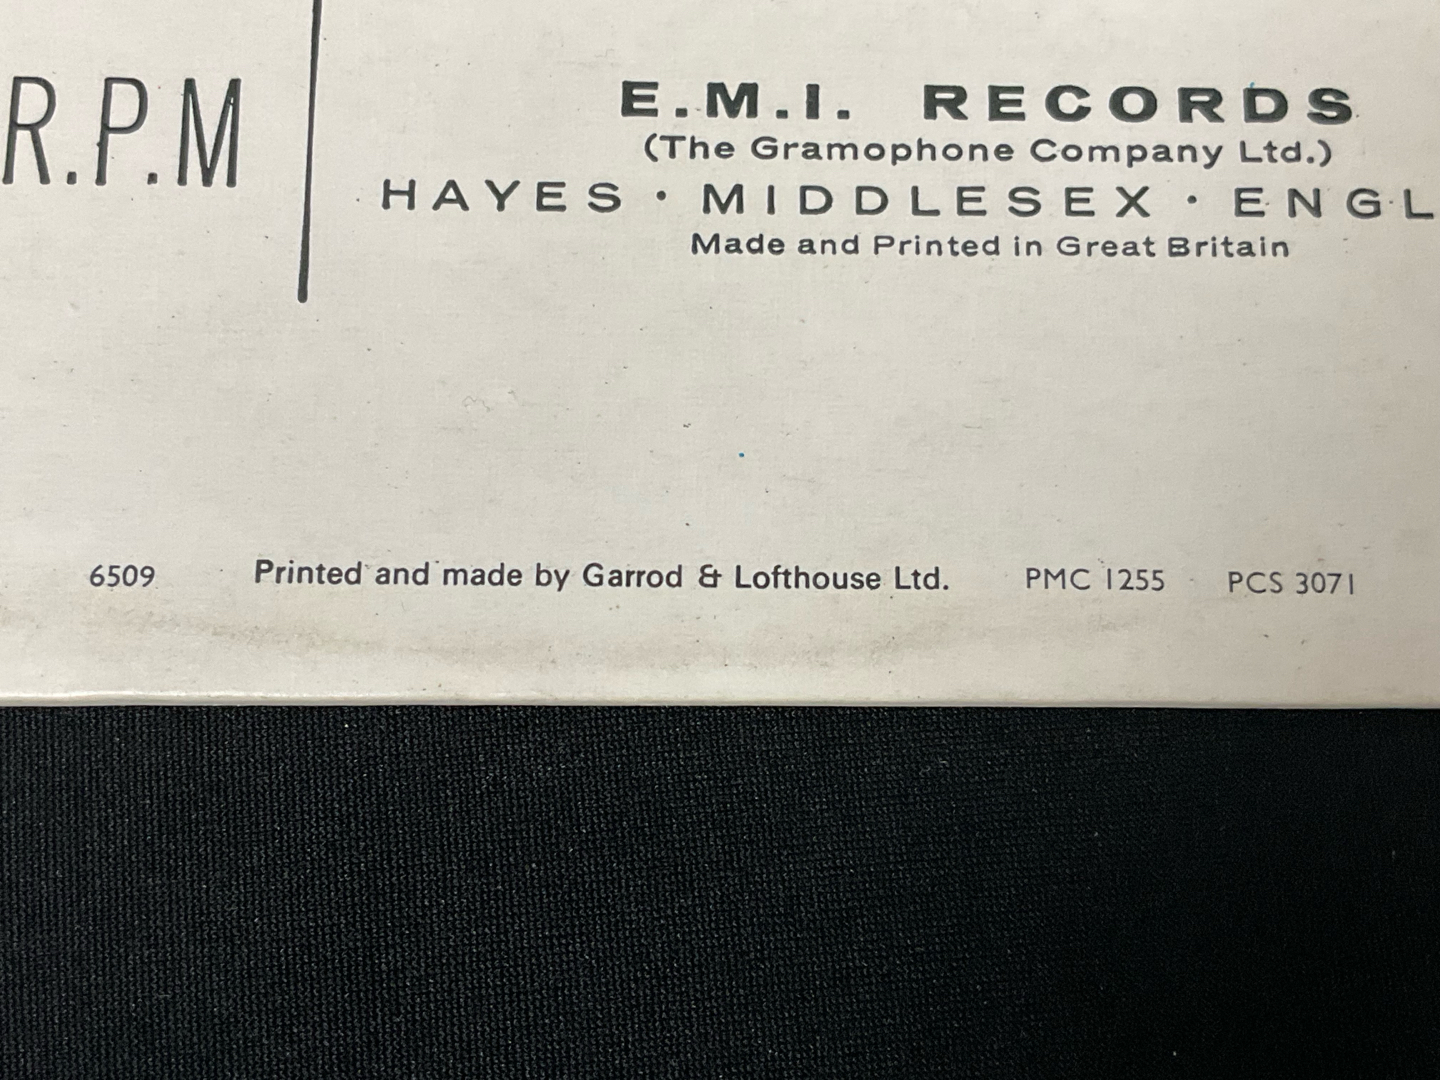 R.P.M
E.M.I. RECORDS
(The Gramophone Company Ltd.)
HAYES · MIDDLESEX · ENGL
Made and Printed in Great Britain
6509 Printed and made by Garrod & Lofthouse Ltd. PMC 1255 PCS 3071